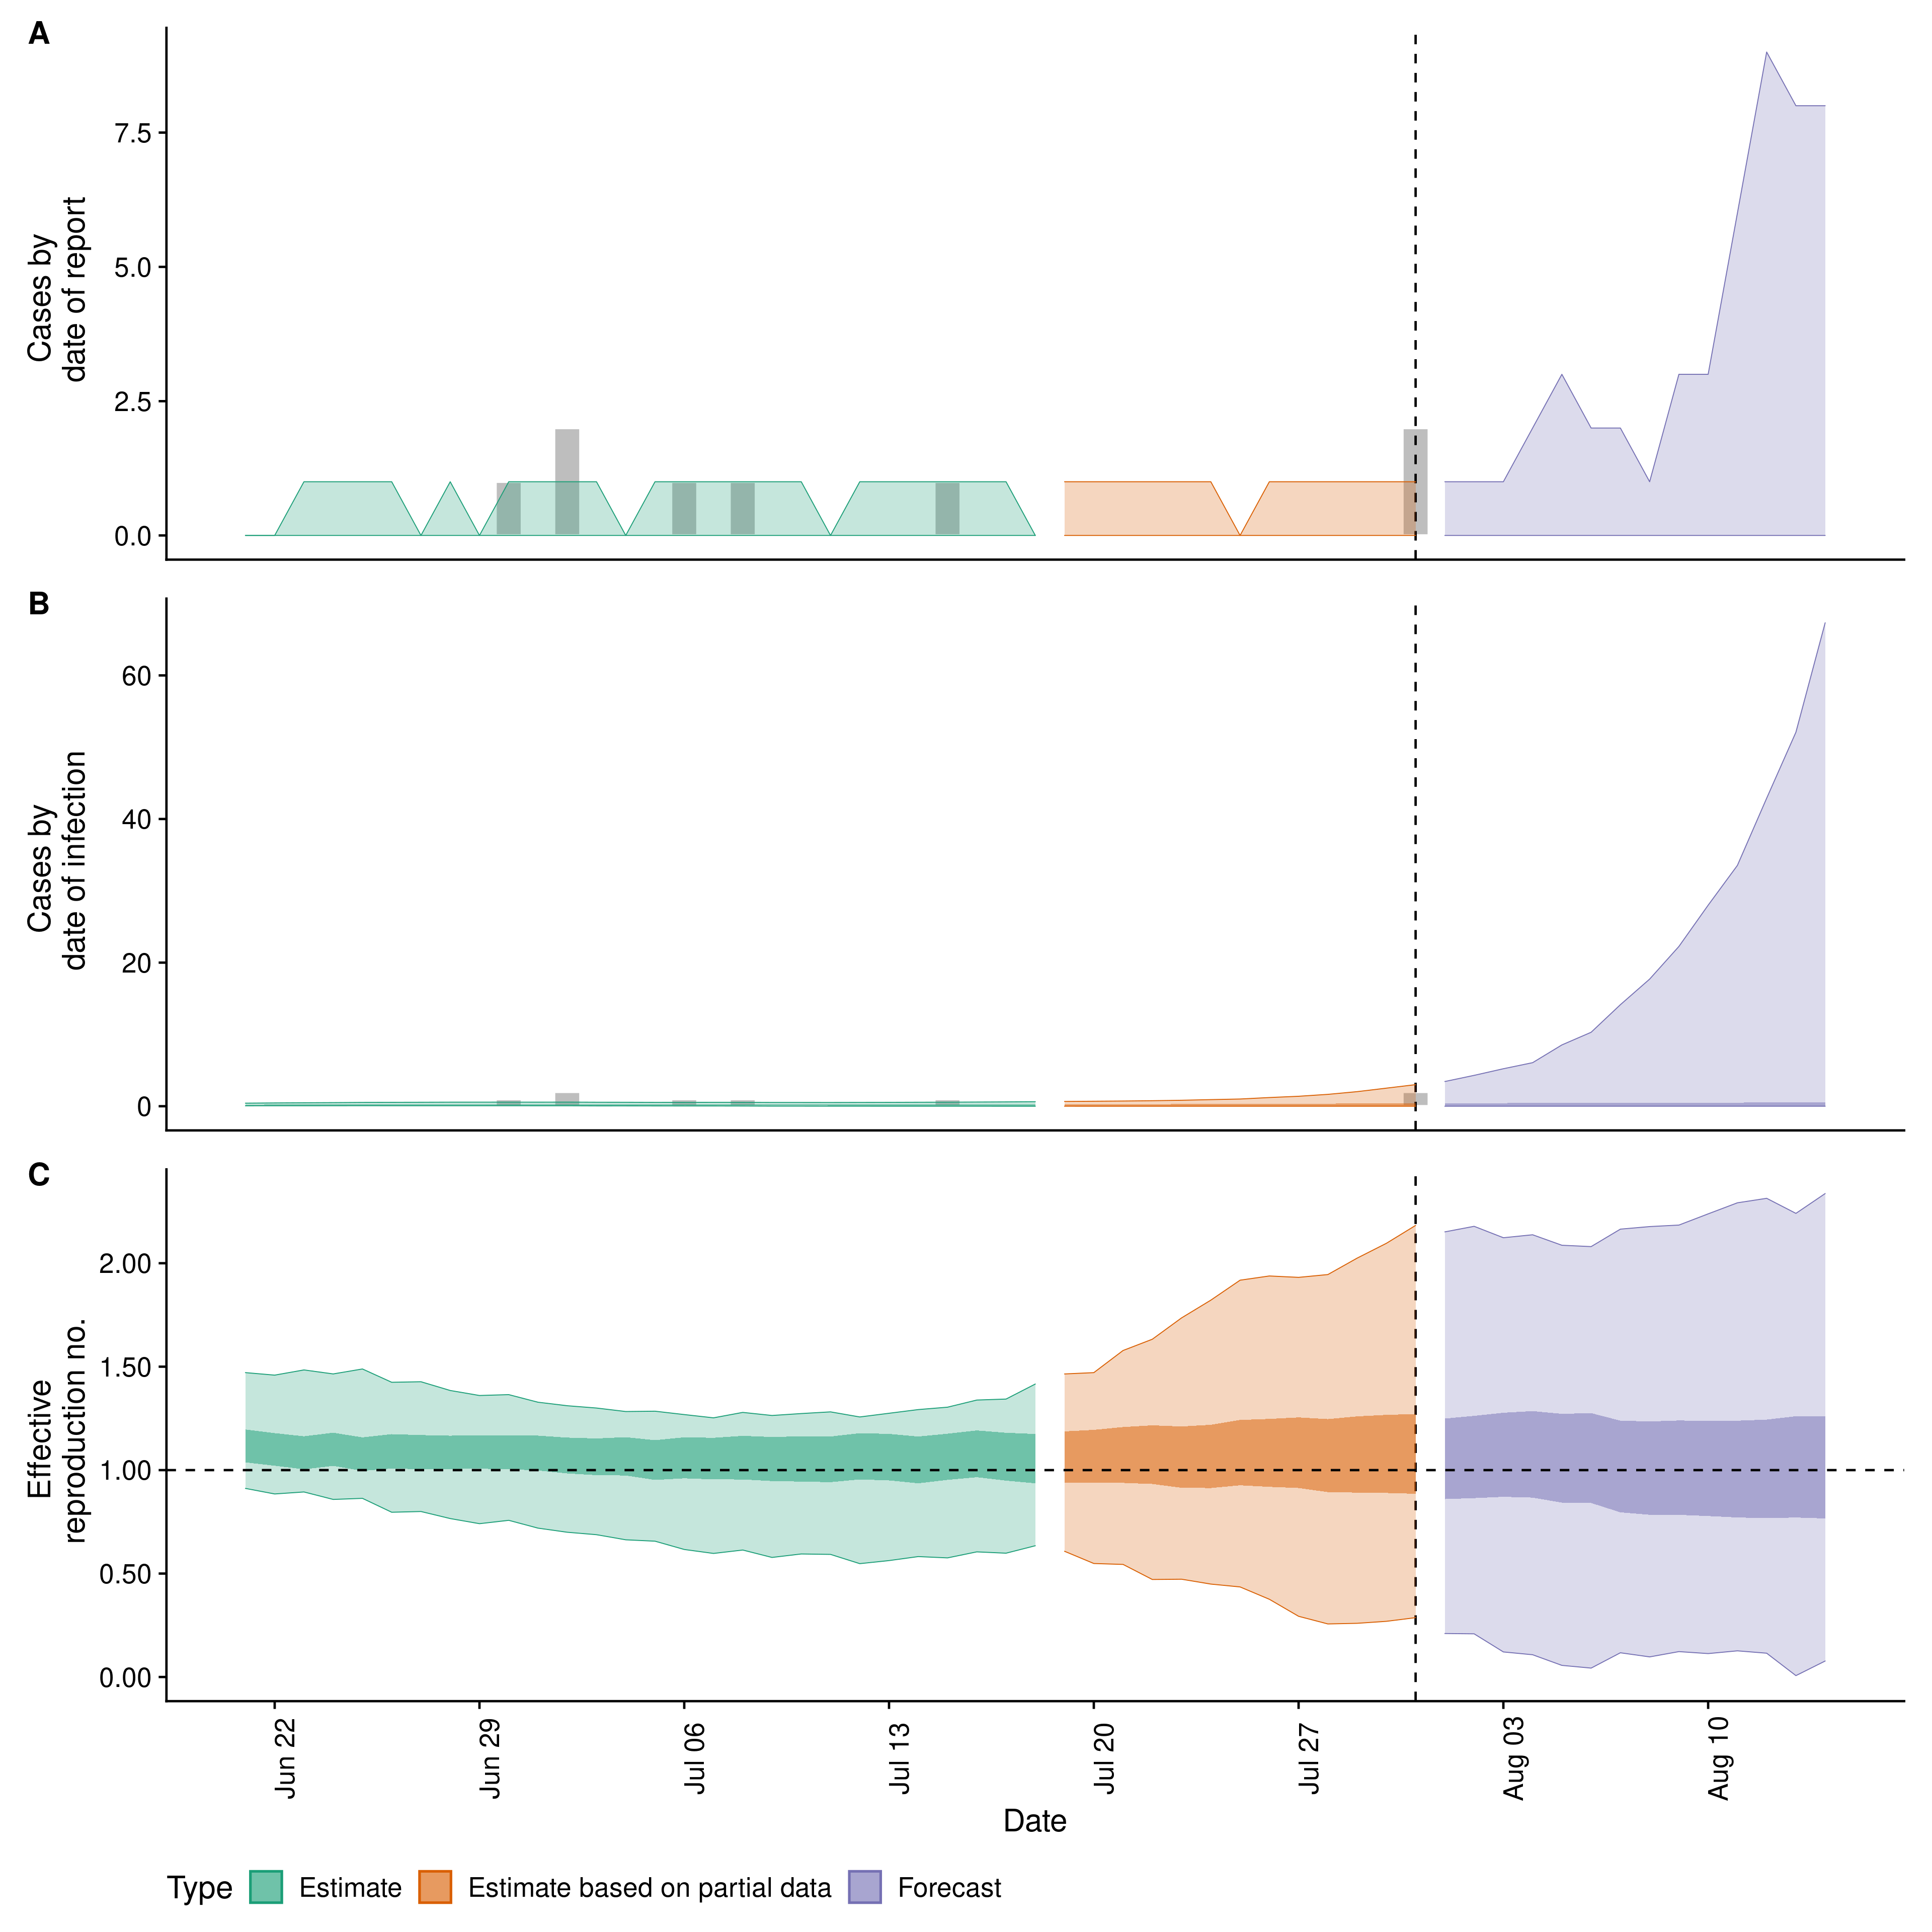 A
Cases by
date of report
7.5
5.0
2.5
0.0
B
Cases by
date of infection
60
40
20
0
C
Effective
reproduction no.
2.00
1.50
1.00
0.50
0.00
Jun 22
Jun 29
Jul 06
Jul 13
Jul 20
Jul 27
Aug 03
Aug 10
Date
Type Estimate Estimate based on partial data Forecast